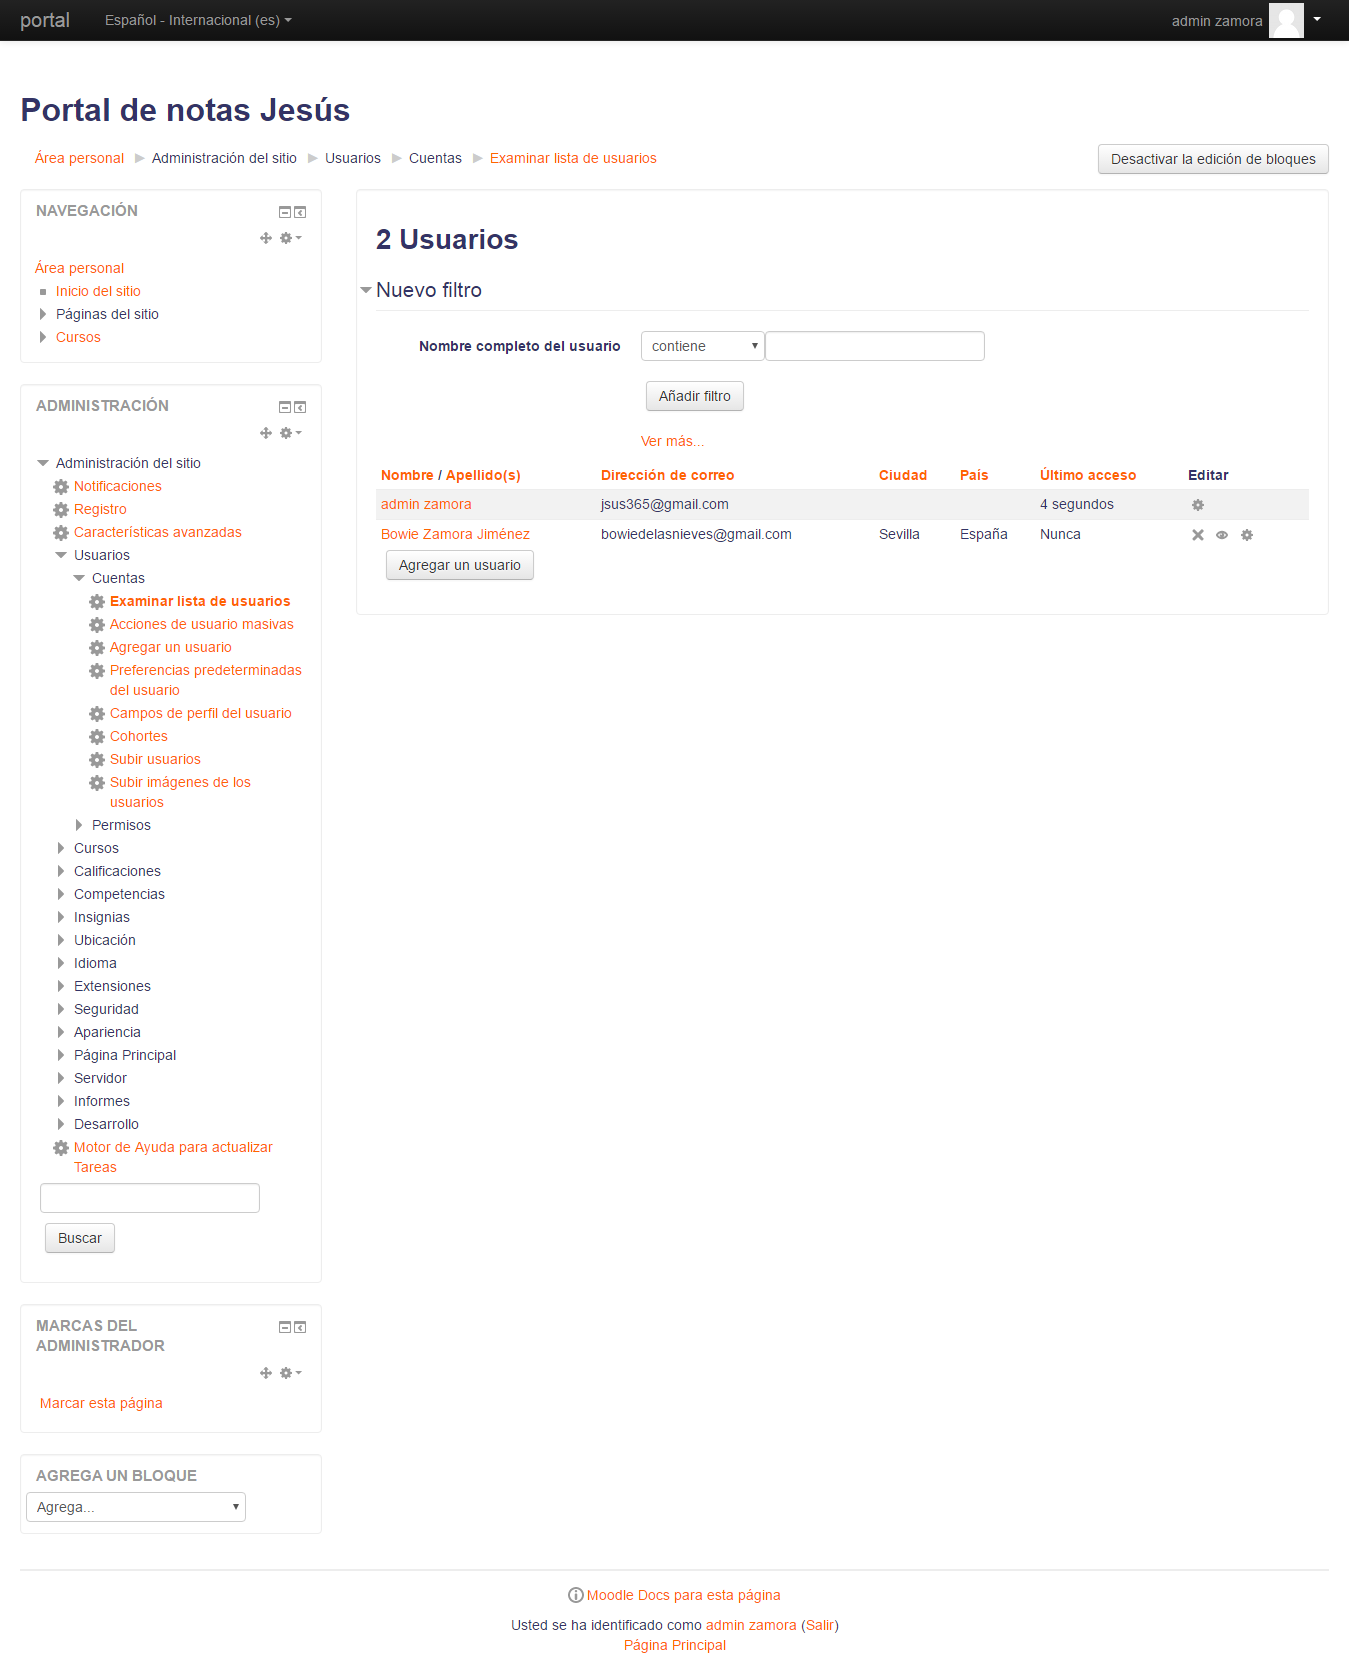 portal
Español - Internacional (es)
admin zamora
Portal de notas Jesús
Área personal
Administración del sitio
Usuarios
Cuentas
Examinar lista de usuarios
Desactivar la edición de bloques
NAVEGACIÓN
Área personal
Inicio del sitio
Páginas del sitio
Cursos
ADMINISTRACIÓN
Administración del sitio
Notificaciones
Registro
Características avanzadas
Usuarios
Cuentas
Examinar lista de usuarios
Acciones de usuario masivas
Agregar un usuario
Preferencias predeterminadas
del usuario
Campos de perfil del usuario
Cohortes
Subir usuarios
Subir imágenes de los
usuarios
Permisos
Cursos
Calificaciones
Competencias
Insignias
Ubicación
Idioma
Extensiones
Seguridad
Apariencia
Página Principal
Servidor
Informes
Desarrollo
Motor de Ayuda para actualizar
Tareas
Buscar
MARCAS DEL
ADMINISTRADOR
Marcar esta página
AGREGA UN BLOQUE
Agrega...
2 Usuarios
Nuevo filtro
Nombre completo del usuario contiene
Añadir filtro
Ver más...
Nombre / Apellido(s) Dirección de correo Ciudad País Último acceso Editar
admin zamora jsus365@gmail.com 4 segundos
Bowie Zamora Jiménez bowiedelasnieves@gmail.com Sevilla España Nunca
Agregar un usuario
Moodle Docs para esta página
Usted se ha identificado como admin zamora (Salir)
Página Principal